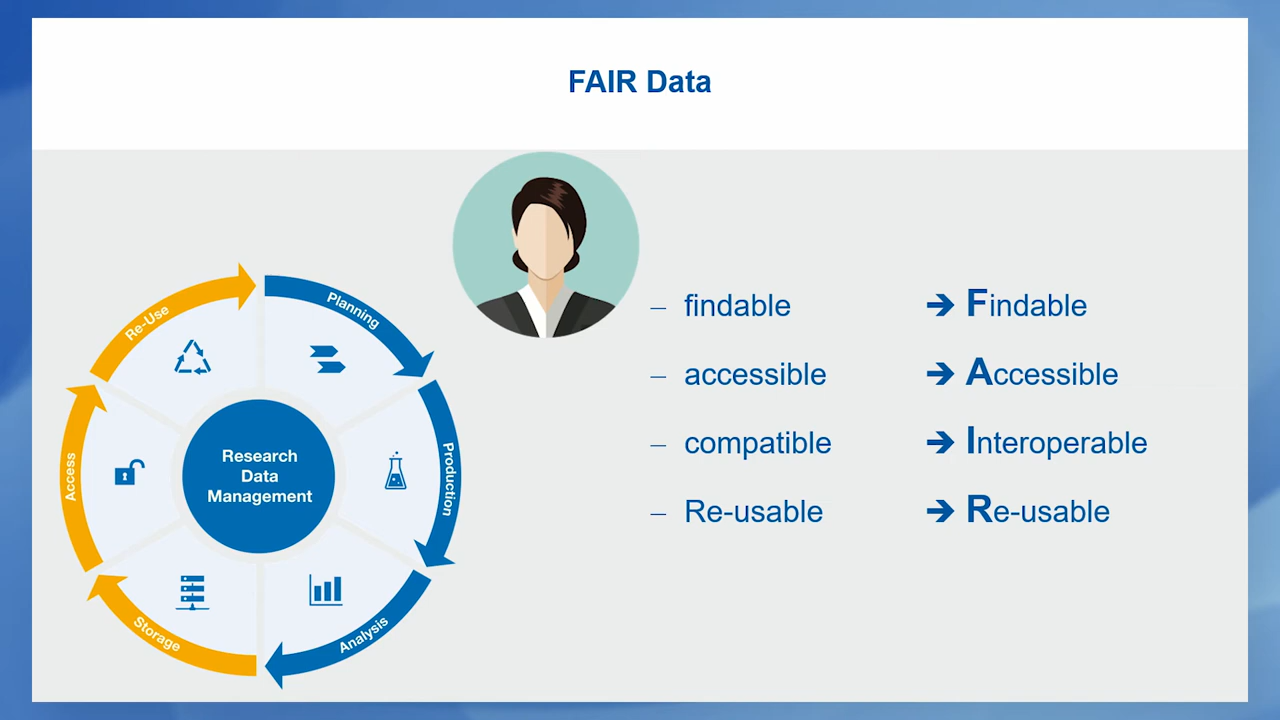 FAIR Data
Re-Use
Planning
Production
Analysis
Storage
Access
Research
Data
Management
– findable ➔ Findable
– accessible ➔ Accessible
– compatible ➔ Interoperable
– Re-usable ➔ Re-usable